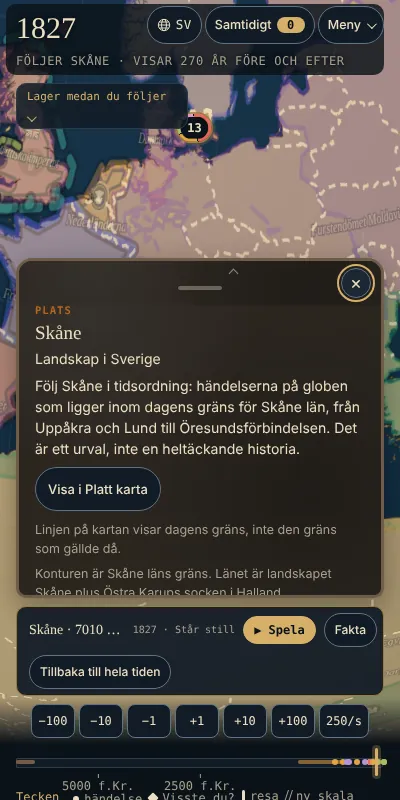 1827
SV
Samtidigt 0
Meny
FÖLJER SKÅNE · VISAR 270 ÅR FÖRE OCH EFTER
Lager medan du följer
13
Nederländerna
Furstendömet Moldavi
PLATS
Skåne
Landskap i Sverige
Följ Skåne i tidsordning: händelserna på globen
som ligger inom dagens gräns för Skåne län, från
Uppåkra och Lund till Öresundsförbindelsen. Det
är ett urval, inte en heltäckande historia.
Visa i Platt karta
Linjen på kartan visar dagens gräns, inte den gräns
som gällde då.
Konturen är Skåne läns gräns. Länet är landskapet
Skåne plus Östra Karups socken i Halland
Skåne · 7010 …
1827 · Står still
▶ Spela
Fakta
Tillbaka till hela tiden
−100
−10
−1
+1
+10
+100
250/s
5000 f.Kr.
2500 f.Kr.
Tecken
händelse
Visste du?
resa
ny skala